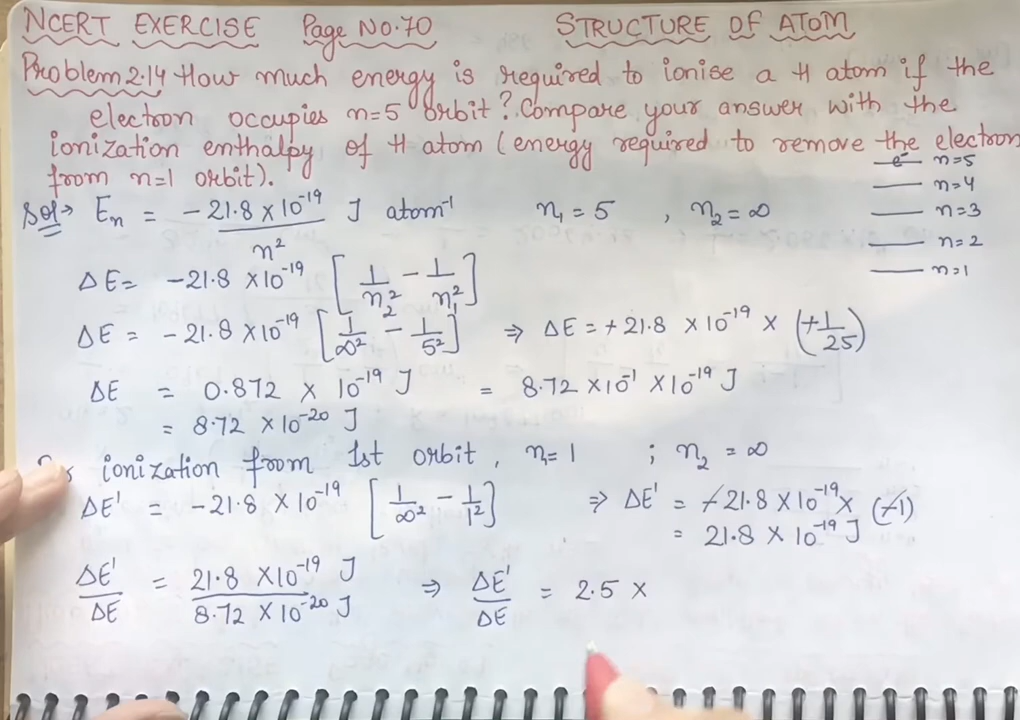 NCERT EXERCISE Page No.70 STRUCTURE OF ATOM
Problem 2.14 How much energy is required to ionise a H atom if the
electron occupies n=5 orbit? Compare your answer with the
ionization enthalpy of H atom (energy required to remove the electron
from n=1 orbit).
e⁻ n=5
n=4
n=3
n=2
n=1
Sol→ Eₙ = -21.8 × 10⁻¹⁹ / n² J atom⁻¹ n₁ = 5 , n₂ = ∞
ΔE = -21.8 × 10⁻¹⁹ [1/n₂² - 1/n₁²]
ΔE = -21.8 × 10⁻¹⁹ [1/∞² - 1/5²] ⇒ ΔE = +21.8 × 10⁻¹⁹ × (+1/25)
ΔE = 0.872 × 10⁻¹⁹ J = 8.72 × 10⁻¹ × 10⁻¹⁹ J
= 8.72 × 10⁻²⁰ J
ionization from 1st orbit, n₁=1 ; n₂ = ∞
ΔE' = -21.8 × 10⁻¹⁹ [1/∞² - 1/1²] ⇒ ΔE' = -21.8 × 10⁻¹⁹ × (-1)
= 21.8 × 10⁻¹⁹ J
ΔE'/ΔE = 21.8 × 10⁻¹⁹ J / 8.72 × 10⁻²⁰ J ⇒ ΔE'/ΔE = 2.5 ×